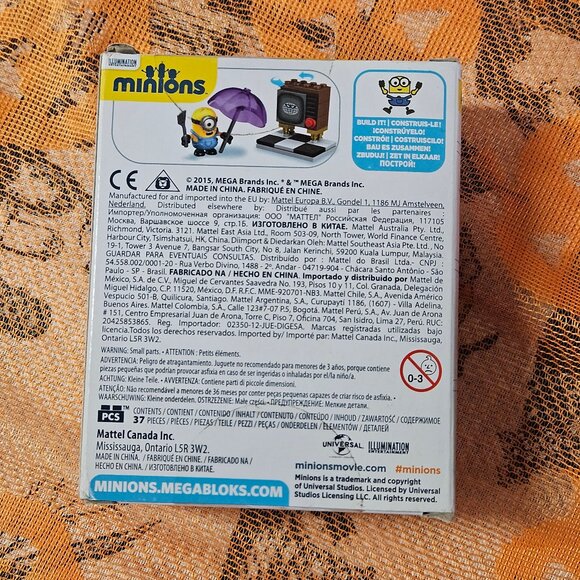 ILLUMINATION
ENTERTAINMENT
minions
BUILD IT! | CONSTRUIS-LE!
¡CONSTRÚYELO!
CONSTRÓI! | COSTRUISCILO!
BAU ES ZUSAMMEN!
ZBUDUJ! | ZET IN ELKAAR!
ПОСТРОЙ!
CE
© 2015, MEGA Brands Inc. ® & ™ MEGA Brands Inc.
MADE IN CHINA. FABRIQUÉ EN CHINE.
Manufactured for and imported into the EU by Mattel Europa B.V., Gondel 1, 1186 MJ Amstelveen,
Nederland. Distributed elsewhere by: Distribué aussi par les partenaires :
Импортер/Уполномоченная организация: ООО "МАТТЕЛ" Российская Федерация, 117105
Москва, Варшавское шоссе 9, стр.1б. ИЗГОТОВЛЕНО В КИТАЕ. Mattel Australia Pty. Ltd.,
Richmond, Victoria. 3121. Mattel East Asia Ltd., Room 503-09, North Tower, World Finance Centre,
Harbour City, Tsimshatsui, HK, China. Diimport & Diedarkan Oleh: Mattel Southeast Asia Pte. Ltd., No
19-1, Tower 3 Avenue 7, Bangsar South City, No 8, Jalan Kerinchi, 59200 Kuala Lumpur, Malaysia.
GUARDAR PARA EVENTUAIS CONSULTAS. Distribuido por : Mattel do Brasil Ltda.- CNPJ :
54.558.002/0001-20 - Rua Verbo Divino, 1488 - 2º. Andar - 04719-904 - Chácara Santo Antônio - São
Paulo - SP - Brasil. FABRICADO NA / HECHO EN CHINA. Importado y distribuido por Mattel de
México, S.A. de C.V., Miguel de Cervantes Saavedra No. 193, Pisos 10 y 11, Col. Granada, Delegación
Miguel Hidalgo, C.P. 11520, México, D.F. R.F.C. MME-920701-NB3. Mattel Chile, S.A., Avenida Américo
Vespucio 501-B, Quilicura, Santiago. Mattel Argentina, S.A., Curupaytí 1186, (1607) - Villa Adelina,
Buenos Aires. Mattel Colombia, S.A., Calle 123#7-07 P.5, Bogotá. Mattel Perú, S.A., Av. Juan de Arona
# 151, Centro Empresarial Juan de Arona, Torre C, Piso 7, Oficina 704, San Isidro, Lima 27, Perú, RUC:
20425853865. Reg. Importador: 02350-12-JUE-DIGESA. Marcas registradas utilizadas bajo
licencia.Distributed in/ Distribué par: Mattel Imported by/ Importé par: Mattel Canada Inc., Mississauga,
Ontario L5R 3W2.
WARNING: Small parts. • ATTENTION : Petits éléments.
ADVERTENCIA: Peligro de atragantamiento. Juguete no recomendado para menores de 3 años, porque contiene
piezas pequeñas que podrían provocar asfixia en caso de ser ingeridas o inhaladas por el/la niño/a.
ACHTUNG: Kleine Teile. • AVVERTENZA: Contiene parti di piccole dimensioni.
ATENÇÃO: Não recomendável a menores de 36 meses por conter peças pequenas capazes de criar risco de asfixia. •
WAARSCHUWING: Kleine onderdelen. OSTRZEŻENIE: Małe części. • ПРЕДУПРЕЖДЕНИЕ: Мелкие детали.
0-3
PCS
CONTENTS / CONTIENT / CONTENIDO / INHALT / CONTENUTO / CONTEÚDO / INHOUD / ZAWARTOŚĆ / СОДЕРЖИМОЕ
37 PIECES / PIÈCES / PIEZAS / TEILE / PEZZI / PEÇAS / ONDERDELEN / ELEMENTÓW / ДЕТАЛЕЙ
Mattel Canada Inc.
Mississauga, Ontario L5R 3W2.
MADE IN CHINA. / FABRIQUÉ EN CHINE. / FABRICADO NA /
HECHO EN CHINA. / ИЗГОТОВЛЕНО В КИТАЕ.
UNIVERSAL
ILLUMINATION
ENTERTAINMENT
minionsmovie.com #minions
Minions is a trademark and copyright
of Universal Studios. Licensed by Universal
Studios Licensing LLC. All rights reserved.
MINIONS.MEGABLOKS.COM